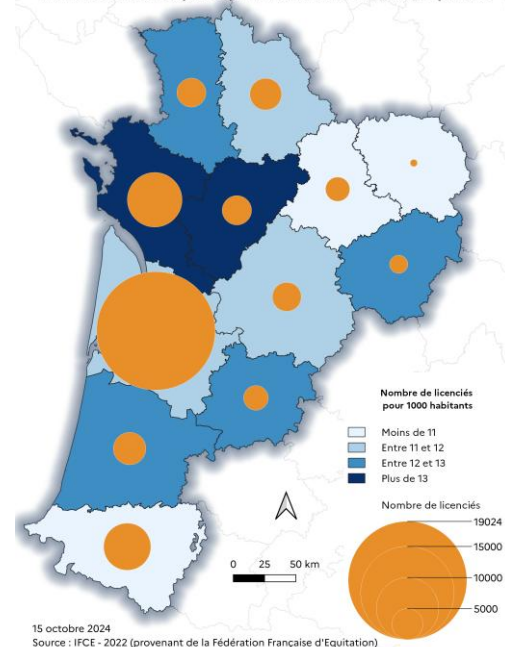 Nombre de licenciés
pour 1000 habitants
Moins de 11
Entre 11 et 12
Entre 12 et 13
Plus de 13
Nombre de licenciés
19024
15000
10000
5000
0 25 50 km
15 octobre 2024
Source : IFCE - 2022 (provenant de la Fédération Française d'Equitation)